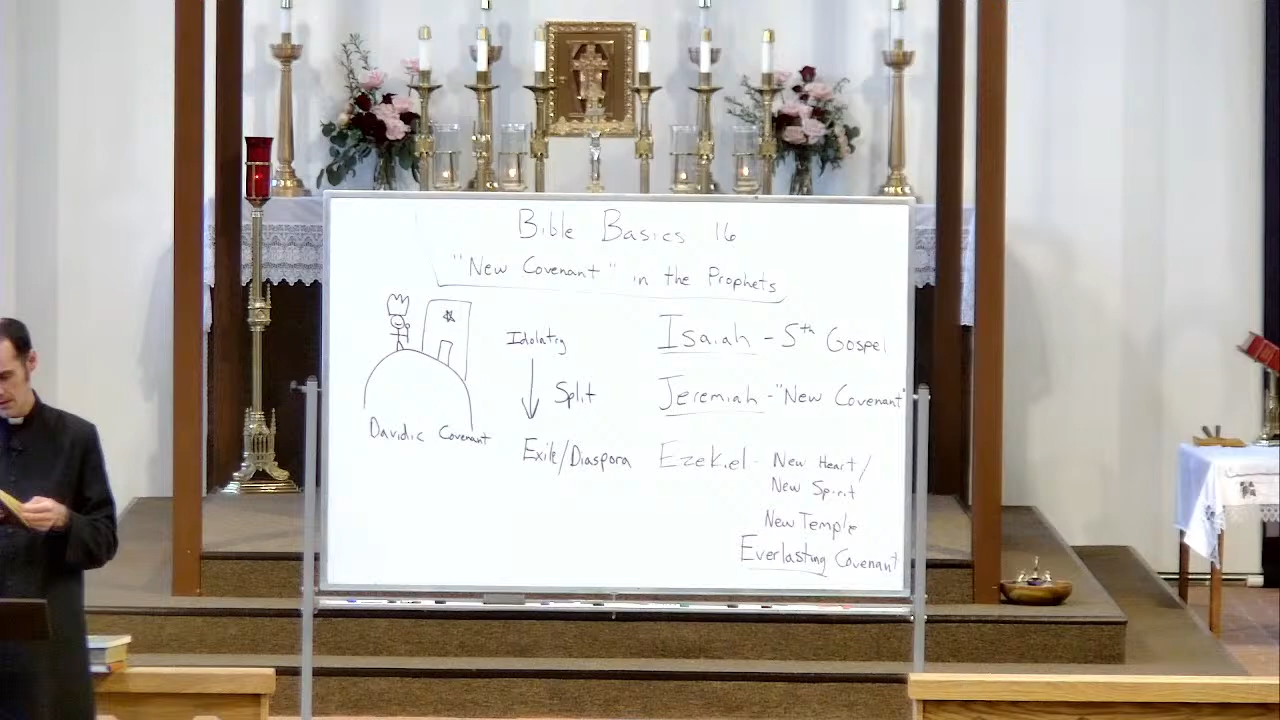 Bible Basics 16
"New Covenant" in the Prophets
Davidic Covenant
Idolatry
Split
Exile/Diaspora
Isaiah - 5th Gospel
Jeremiah - "New Covenant"
Ezekiel - New Heart/
New Spirit
New Temple
Everlasting Covenant